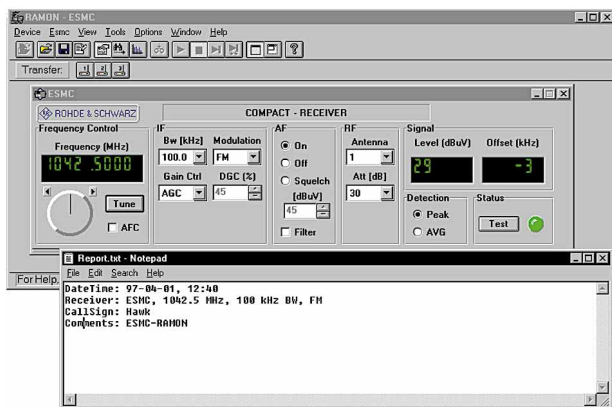 RAMON - ESMC
Device Esmc View Tools Options Window Help
Transfer: 1 2 3
ESMC
ROHDE & SCHWARZ
COMPACT - RECEIVER
Frequency Control
Frequency (MHz)
1042.5000
Tune
AFC
IF
Bw [kHz] Modulation
100.0 FM
Gain Ctrl DGC (%)
AGC 45
AF
On
Off
Squelch
[dBuV]
45
Filter
RF
Antenna
1
Att [dB]
30
Signal
Level (dBuV) Offset (kHz)
29 -3
Detection
Peak
AVG
Status
Test
For Help,
Report.txt - Notepad
File Edit Search Help
DateTime: 97-04-01, 12:40
Receiver: ESMC, 1042.5 MHz, 100 kHz BW, FM
CallSign: Hawk
Comments: ESMC-RAMON